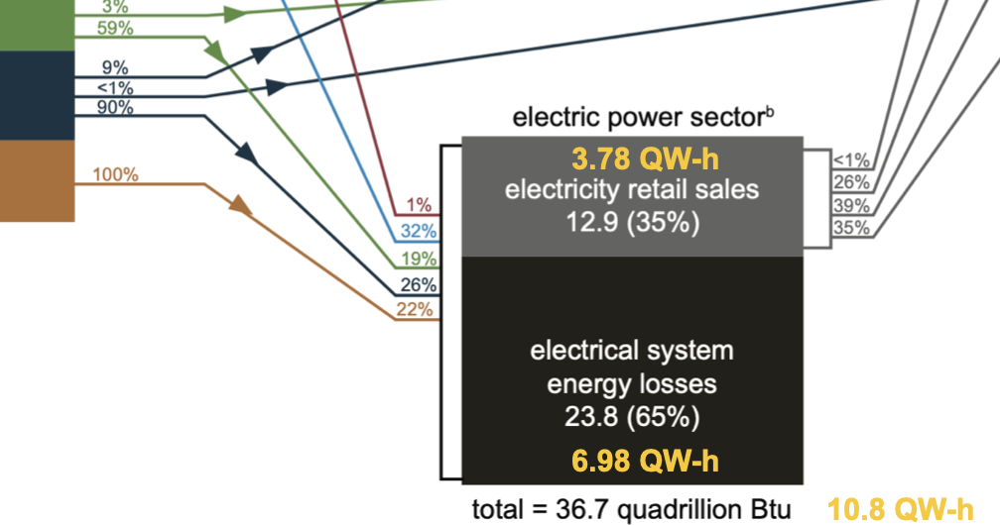 3%
59%
9%
<1%
90%
100%
electric power sectorᵇ
3.78 QW-h
electricity retail sales
12.9 (35%)
<1%
26%
39%
35%
1%
32%
19%
26%
22%
electrical system
energy losses
23.8 (65%)
6.98 QW-h
total = 36.7 quadrillion Btu
10.8 QW-h